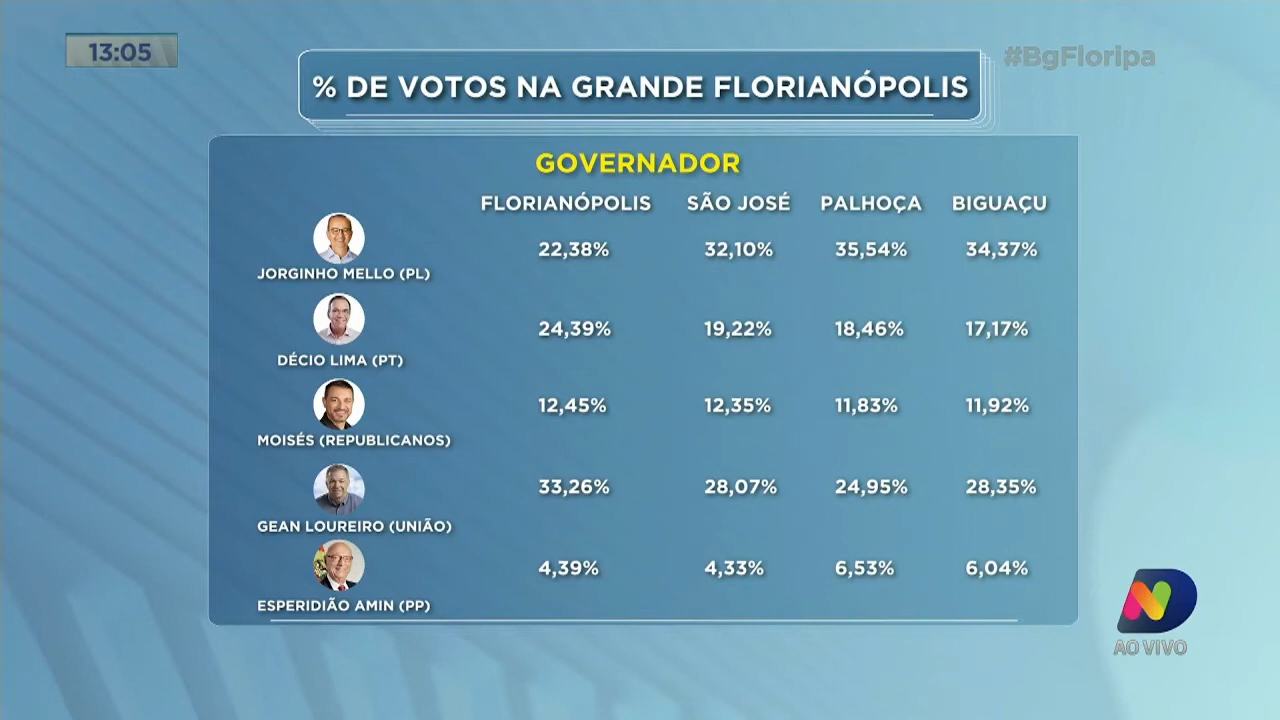 13:05
% DE VOTOS NA GRANDE FLORIANÓPOLIS
#BgFloripa
GOVERNADOR
FLORIANÓPOLIS SÃO JOSÉ PALHOÇA BIGUAÇU
22,38% 32,10% 35,54% 34,37%
JORGINHO MELLO (PL)
24,39% 19,22% 18,46% 17,17%
DÉCIO LIMA (PT)
12,45% 12,35% 11,83% 11,92%
MOISÉS (REPUBLICANOS)
33,26% 28,07% 24,95% 28,35%
GEAN LOUREIRO (UNIÃO)
4,39% 4,33% 6,53% 6,04%
ESPERIDIÃO AMIN (PP)
ND
AO VIVO